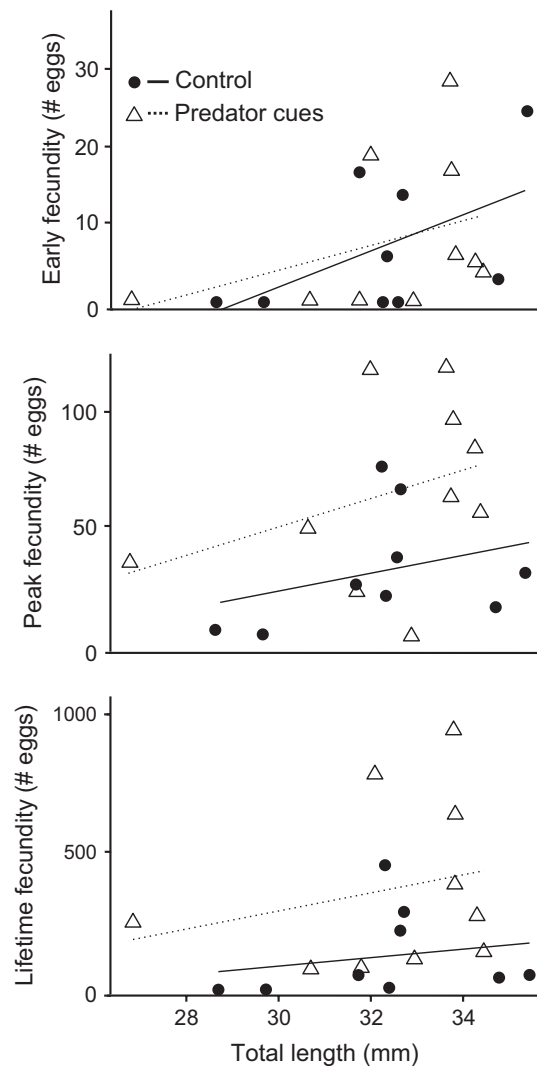 Early fecundity (# eggs)
30
20
10
0
Control
Predator cues
Peak fecundity (# eggs)
100
50
0
Lifetime fecundity (# eggs)
1000
500
0
28 30 32 34
Total length (mm)